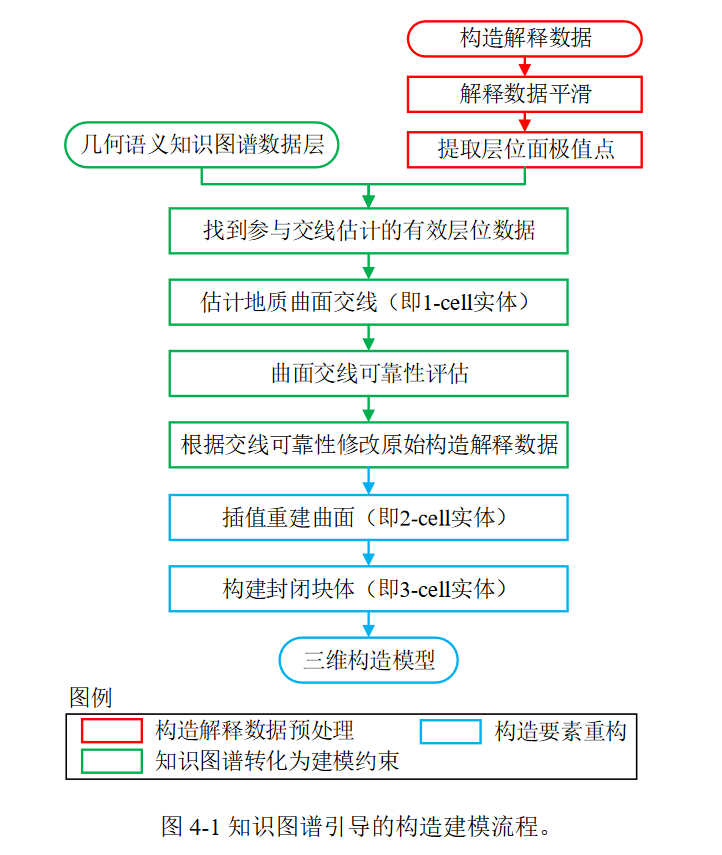 构造解释数据
解释数据平滑
提取层位面极值点
几何语义知识图谱数据层
找到参与交线估计的有效层位数据
估计地质曲面交线（即1-cell实体）
曲面交线可靠性评估
根据交线可靠性修改原始构造解释数据
插值重建曲面（即2-cell实体）
构建封闭块体（即3-cell实体）
三维构造模型
图例
构造解释数据预处理
构造要素重构
知识图谱转化为建模约束
图 4-1 知识图谱引导的构造建模流程。